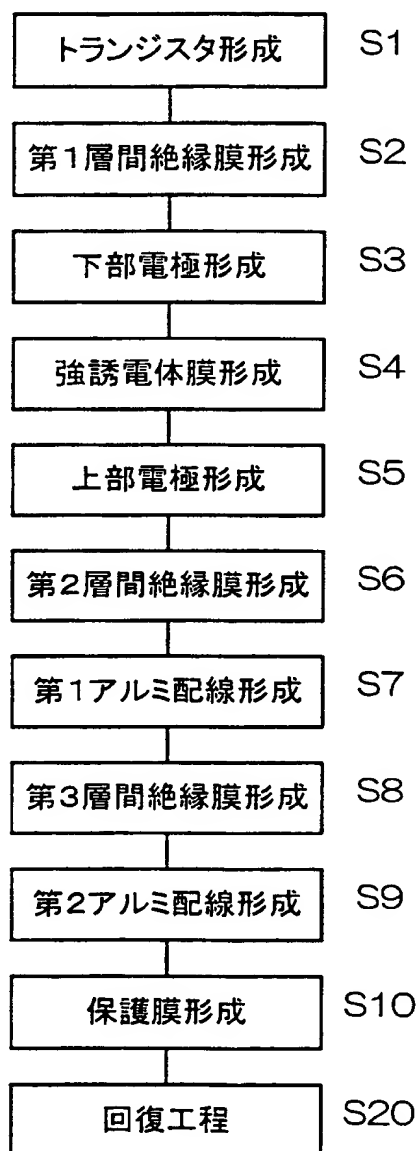 トランジスタ形成 S1
第1層間絶縁膜形成 S2
下部電極形成 S3
強誘電体膜形成 S4
上部電極形成 S5
第2層間絶縁膜形成 S6
第1アルミ配線形成 S7
第3層間絶縁膜形成 S8
第2アルミ配線形成 S9
保護膜形成 S10
回復工程 S20